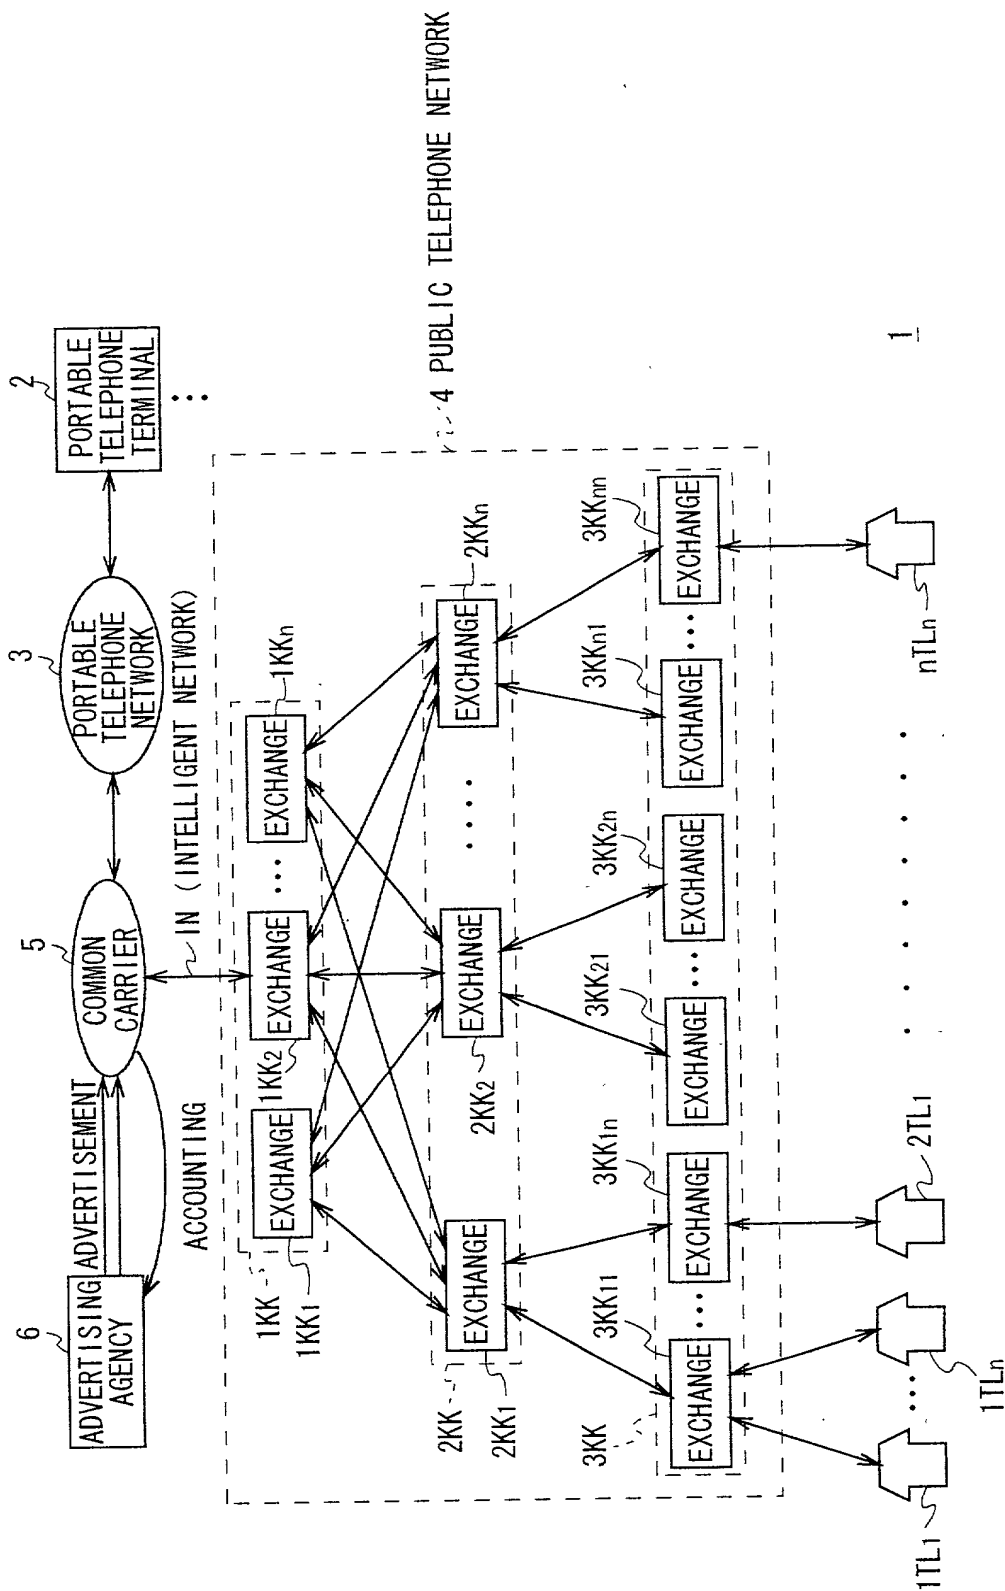 6
ADVERTISING
AGENCY
ADVERTISEMENT
ACCOUNTING
5
COMMON
CARRIER
3
PORTABLE
TELEPHONE
NETWORK
2
PORTABLE
TELEPHONE
TERMINAL
IN (INTELLIGENT NETWORK)
4 PUBLIC TELEPHONE NETWORK
1KK
1KK1
EXCHANGE
1KK2
EXCHANGE
1KKn
EXCHANGE
2KK
2KK1
EXCHANGE
2KK2
EXCHANGE
2KKn
EXCHANGE
3KK
3KK11
EXCHANGE
3KK1n
EXCHANGE
3KK21
EXCHANGE
3KK2n
EXCHANGE
3KKn1
EXCHANGE
3KKnn
EXCHANGE
1TL1
1TLn
2TL1
nTLn
1